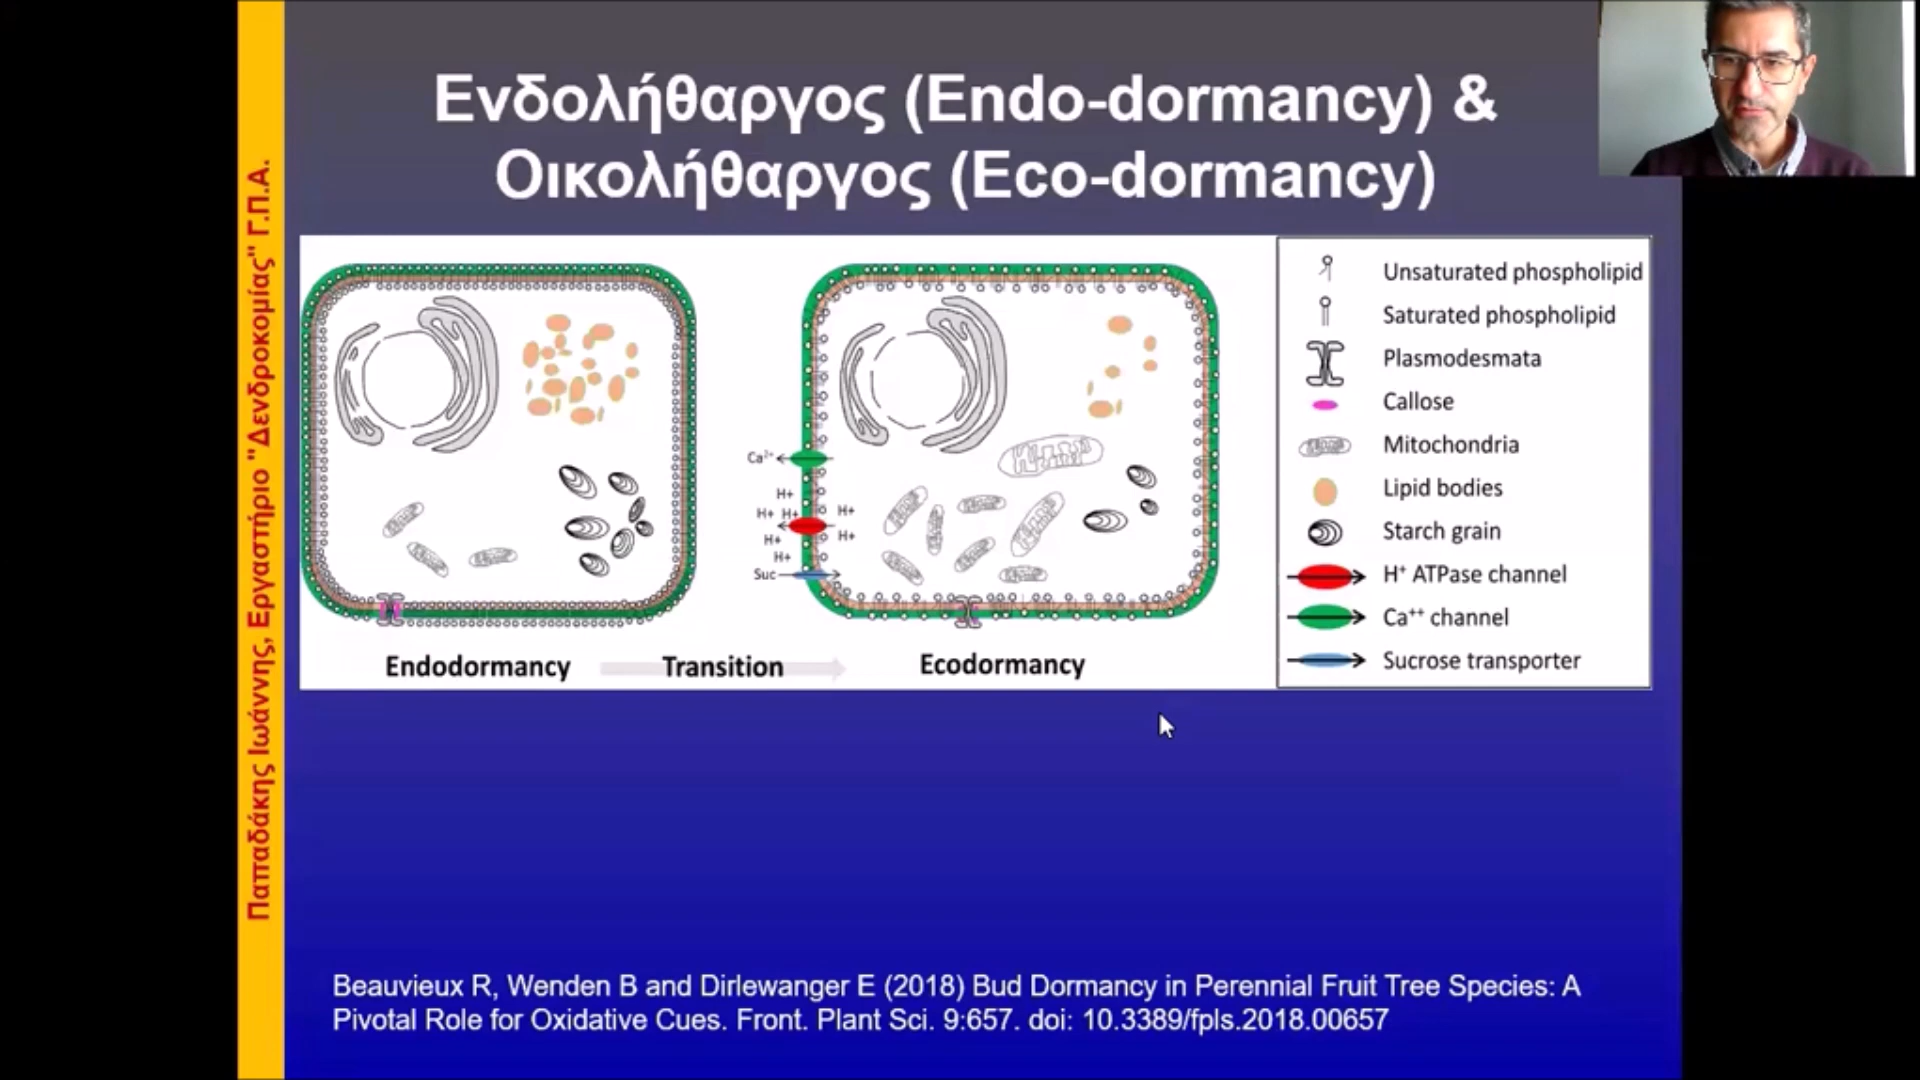 Ενδολήθαργος (Endo-dormancy) &
Οικολήθαργος (Eco-dormancy)
Παπαδάκης Ιωάννης, Εργαστήριο "Δενδροκομίας" Γ.Π.Α.
Ca²⁺
H+
H+ H+
H+
H+
H+
H+
Suc
Endodormancy
Transition
Ecodormancy
Unsaturated phospholipid
Saturated phospholipid
Plasmodesmata
Callose
Mitochondria
Lipid bodies
Starch grain
H⁺ ATPase channel
Ca⁺⁺ channel
Sucrose transporter
Beauvieux R, Wenden B and Dirlewanger E (2018) Bud Dormancy in Perennial Fruit Tree Species: A
Pivotal Role for Oxidative Cues. Front. Plant Sci. 9:657. doi: 10.3389/fpls.2018.00657